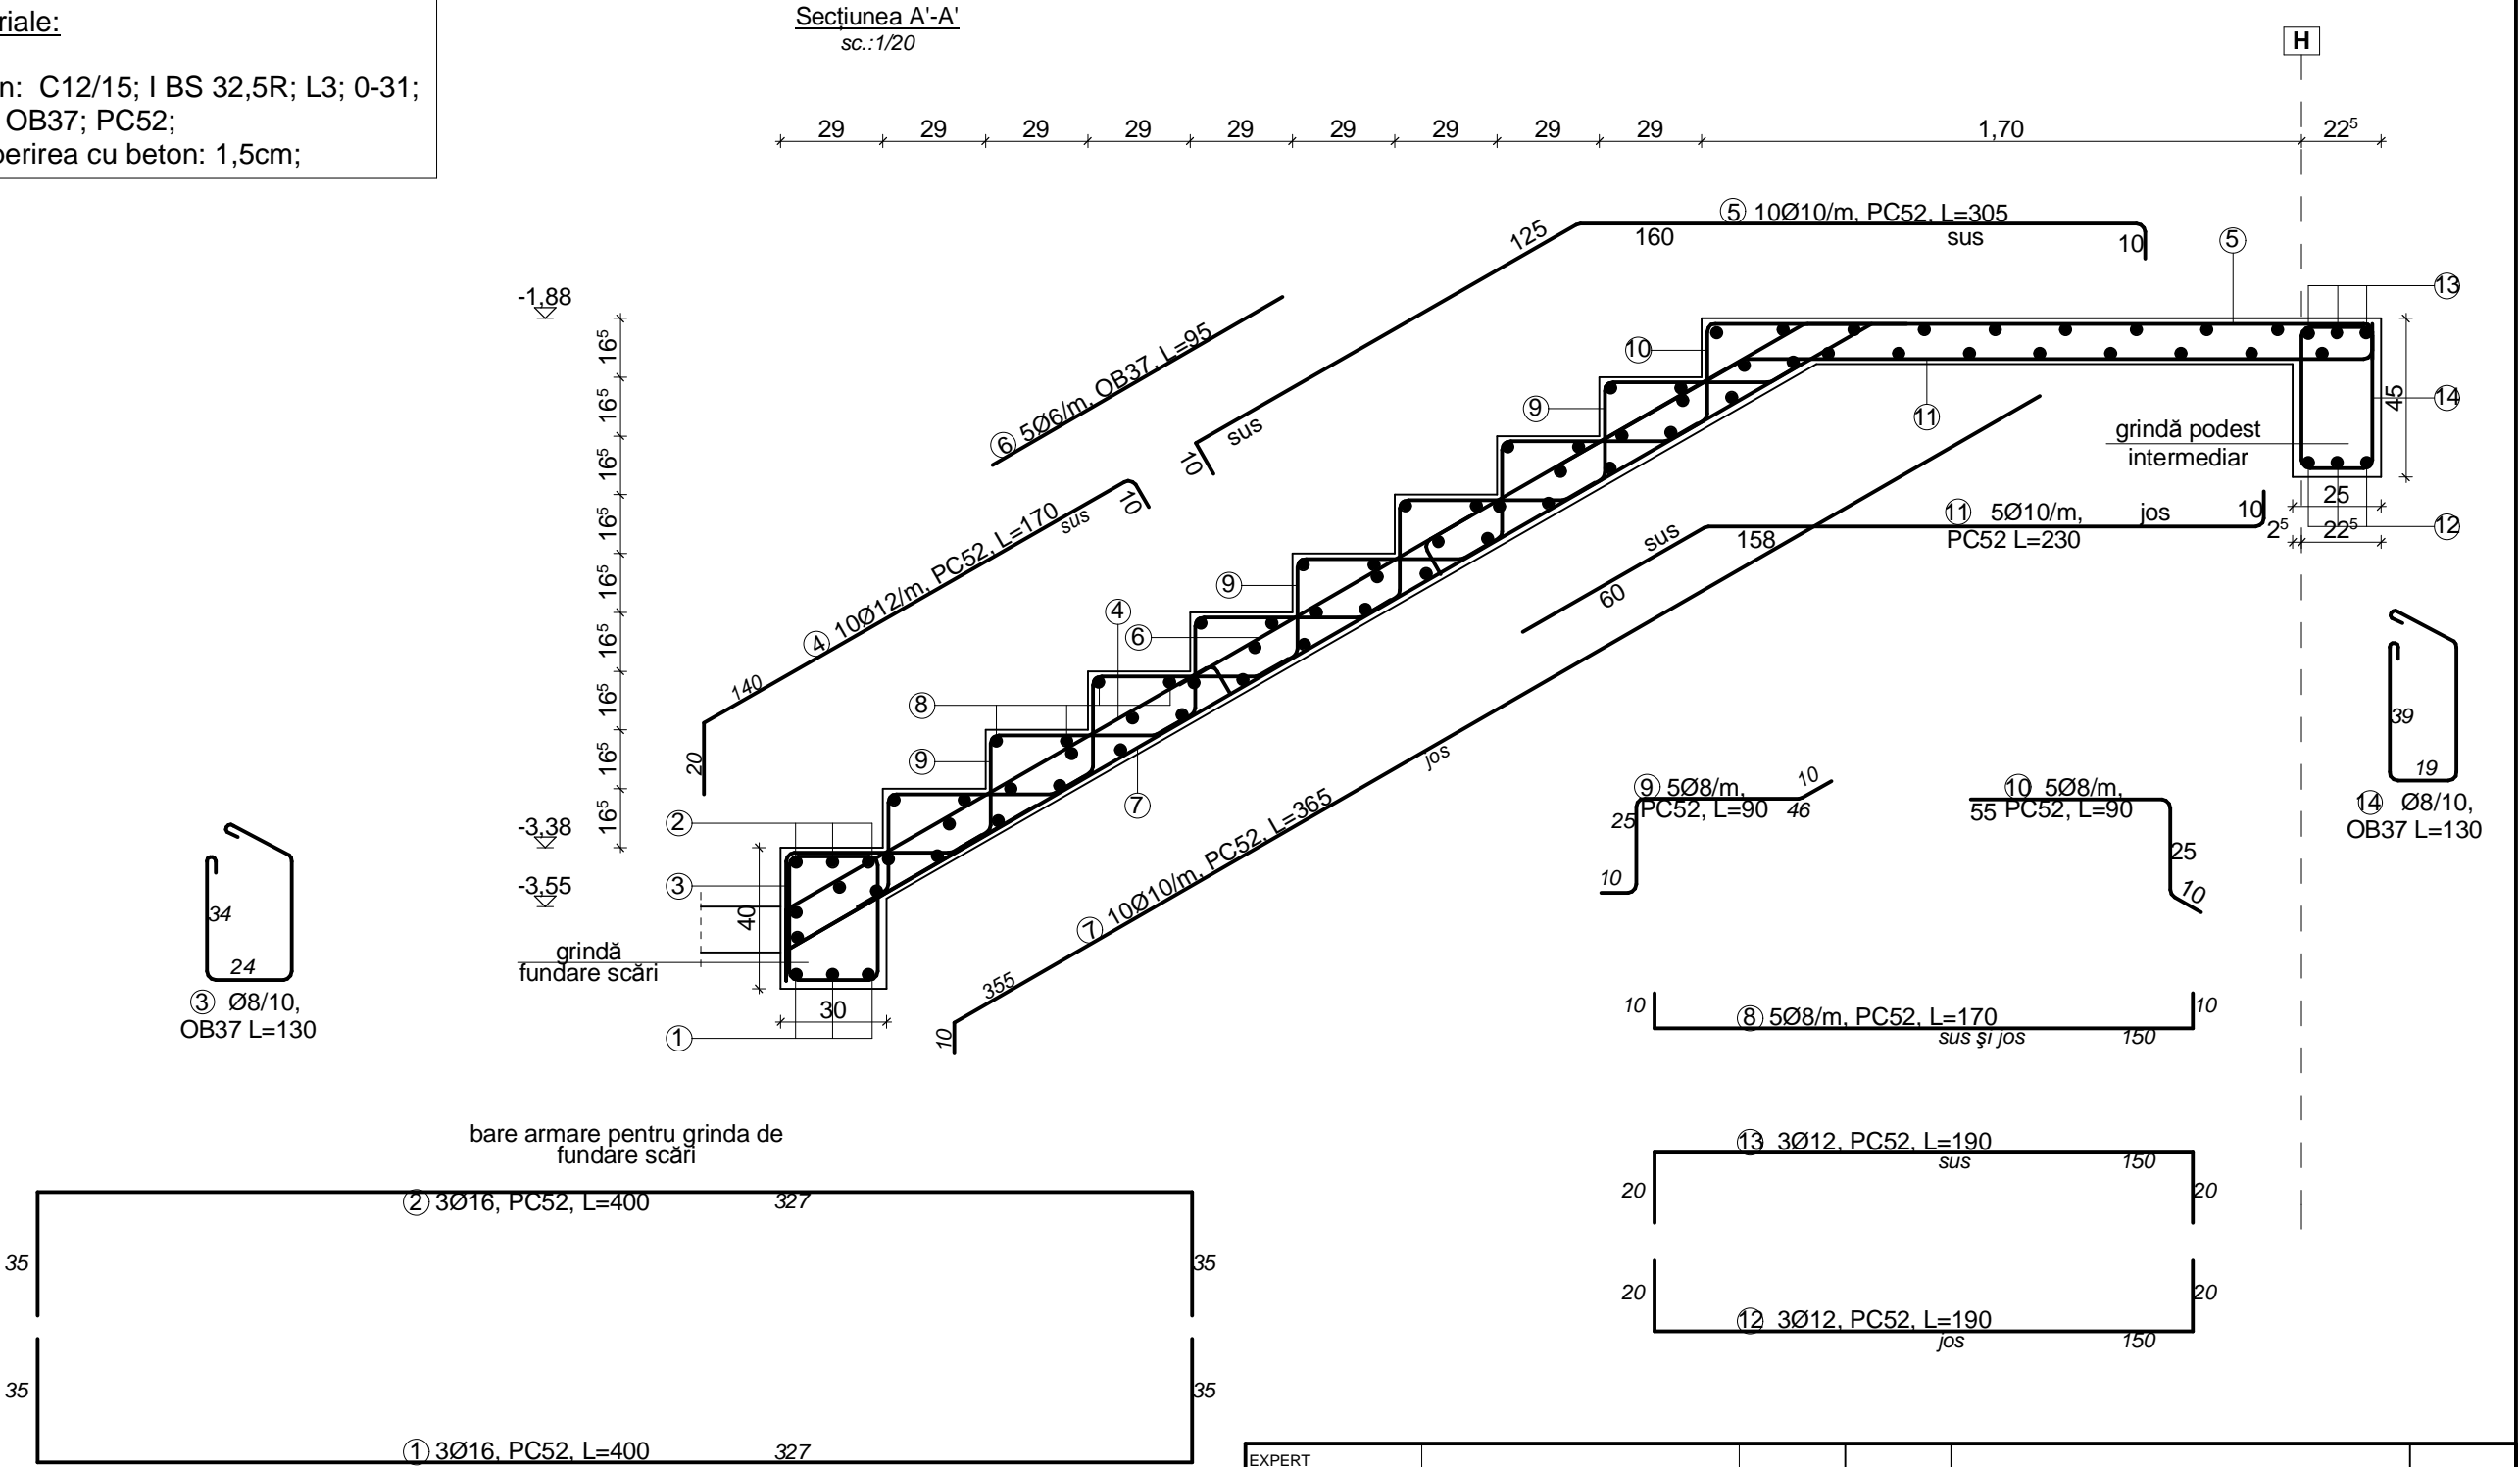 riale:
n: C12/15; I BS 32,5R; L3; 0-31;
OB37; PC52;
perirea cu beton: 1,5cm;
Secțiunea A'-A'
sc.:1/20
H
29 29 29 29 29 29 29 29 29 1,70 22⁵
5 10Ø10/m, PC52, L=305
125
160
sus
10
5
sus
10
13
-1,88
16⁵
16⁵
16⁵
16⁵
16⁵
16⁵
16⁵
16⁵
16⁵
6 5Ø6/m, OB37, L=95
10
9
11
45
14
grindă podest
intermediar
25
2⁵ 22⁵
12
4 10Ø12/m, PC52, L=170
sus
10
140
20
11 5Ø10/m, jos
PC52 L=230
10
sus
158
60
9
4
6
8
9
7
2
-3,38
3
-3,55
40
grindă
fundare scări
30
1
34
24
3 Ø8/10,
OB37 L=130
7 10Ø10/m, PC52, L=365
jos
355
10
9 5Ø8/m,
PC52, L=90
10
46
25
10
10 5Ø8/m,
55 PC52, L=90
25
10
39
19
14 Ø8/10,
OB37 L=130
10
8 5Ø8/m, PC52, L=170
sus şi jos
150
10
bare armare pentru grinda de
fundare scări
13 3Ø12, PC52, L=190
sus
150
20
20
2 3Ø16, PC52, L=400
327
35
35
20
20
12 3Ø12, PC52, L=190
jos
150
35
35
1 3Ø16, PC52, L=400
327
EXPERT